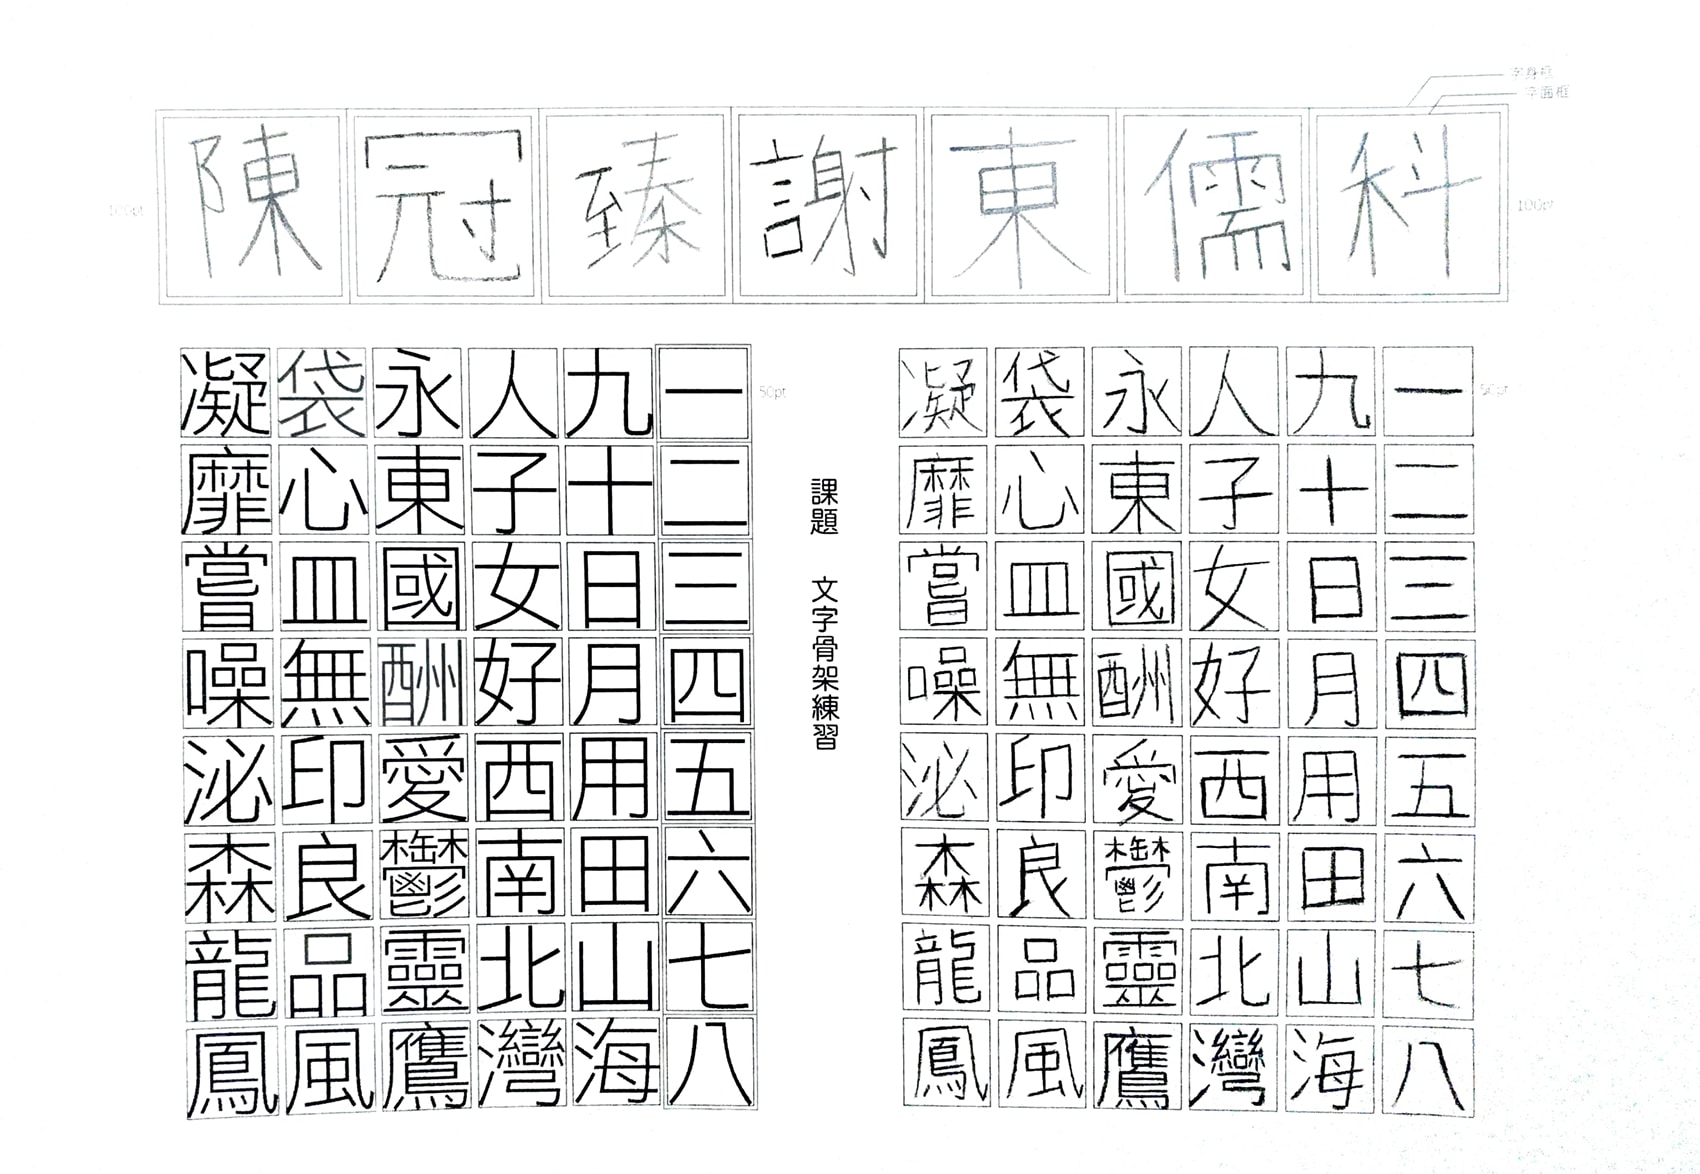 字身框
字面框
陳冠臻謝東儒科
100pt
100pt
一二三四五六七八
九十日月用田山海
人子女好西南北灣
永東國酬愛鬱靈鷹
袋心皿無印良品風
凝靡嘗噪泌森龍鳳
50pt
課題 文字骨架練習
一二三四五六七八
九十日月用田山海
人子女好西南北灣
永東國酬愛鬱靈鷹
袋心皿無印良品風
凝靡嘗噪泌森龍鳳
50pt